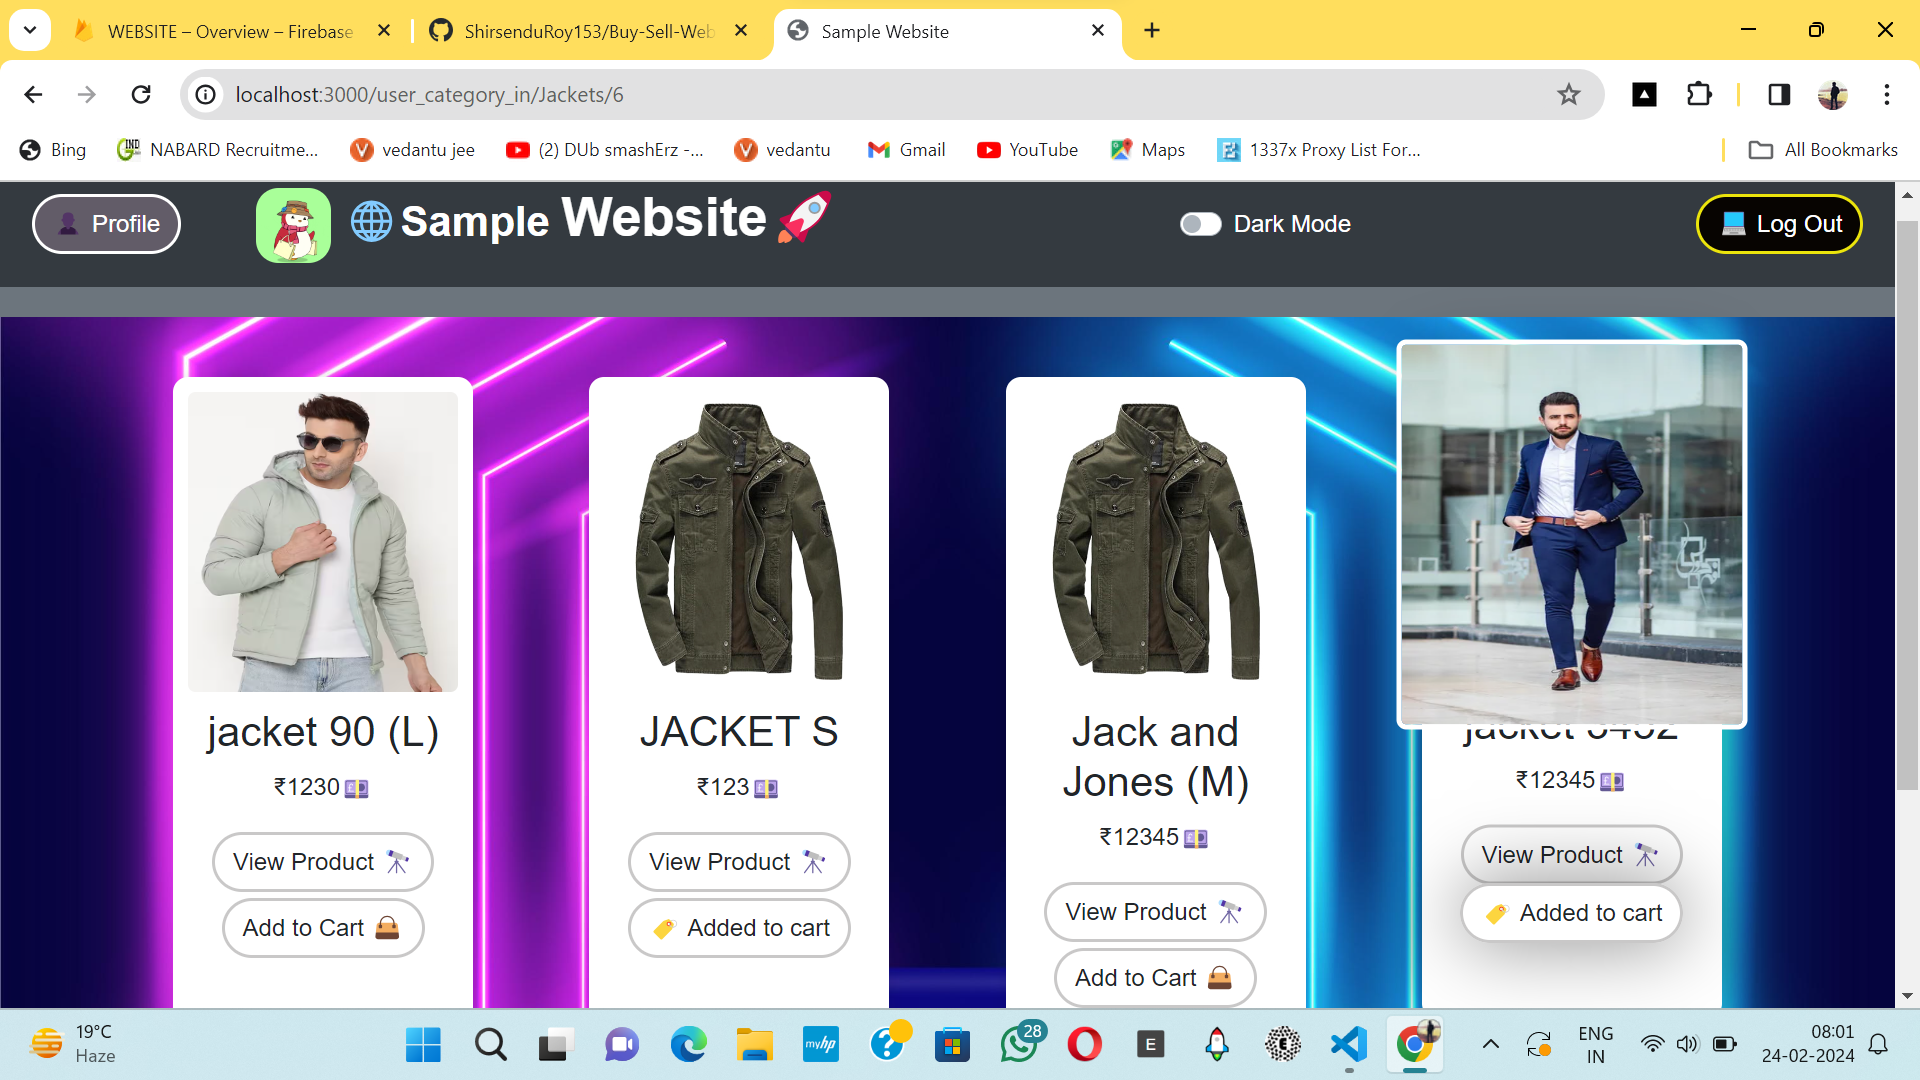 WEBSITE – Overview – Firebase
ShirsenduRoy153/Buy-Sell-Web
Sample Website
localhost:3000/user_category_in/Jackets/6
Bing
NABARD Recruitme...
vedantu jee
(2) DUb smashErz -...
vedantu
Gmail
YouTube
Maps
1337x Proxy List For...
All Bookmarks
Profile
Sample Website
Dark Mode
Log Out
jacket 90 (L)
₹1230
View Product
Add to Cart
JACKET S
₹123
View Product
Added to cart
Jack and
Jones (M)
₹12345
View Product
Add to Cart
jacket
₹12345
View Product
Added to cart
19°C
Haze
myhp
28
E
E
ENG
IN
08:01
24-02-2024